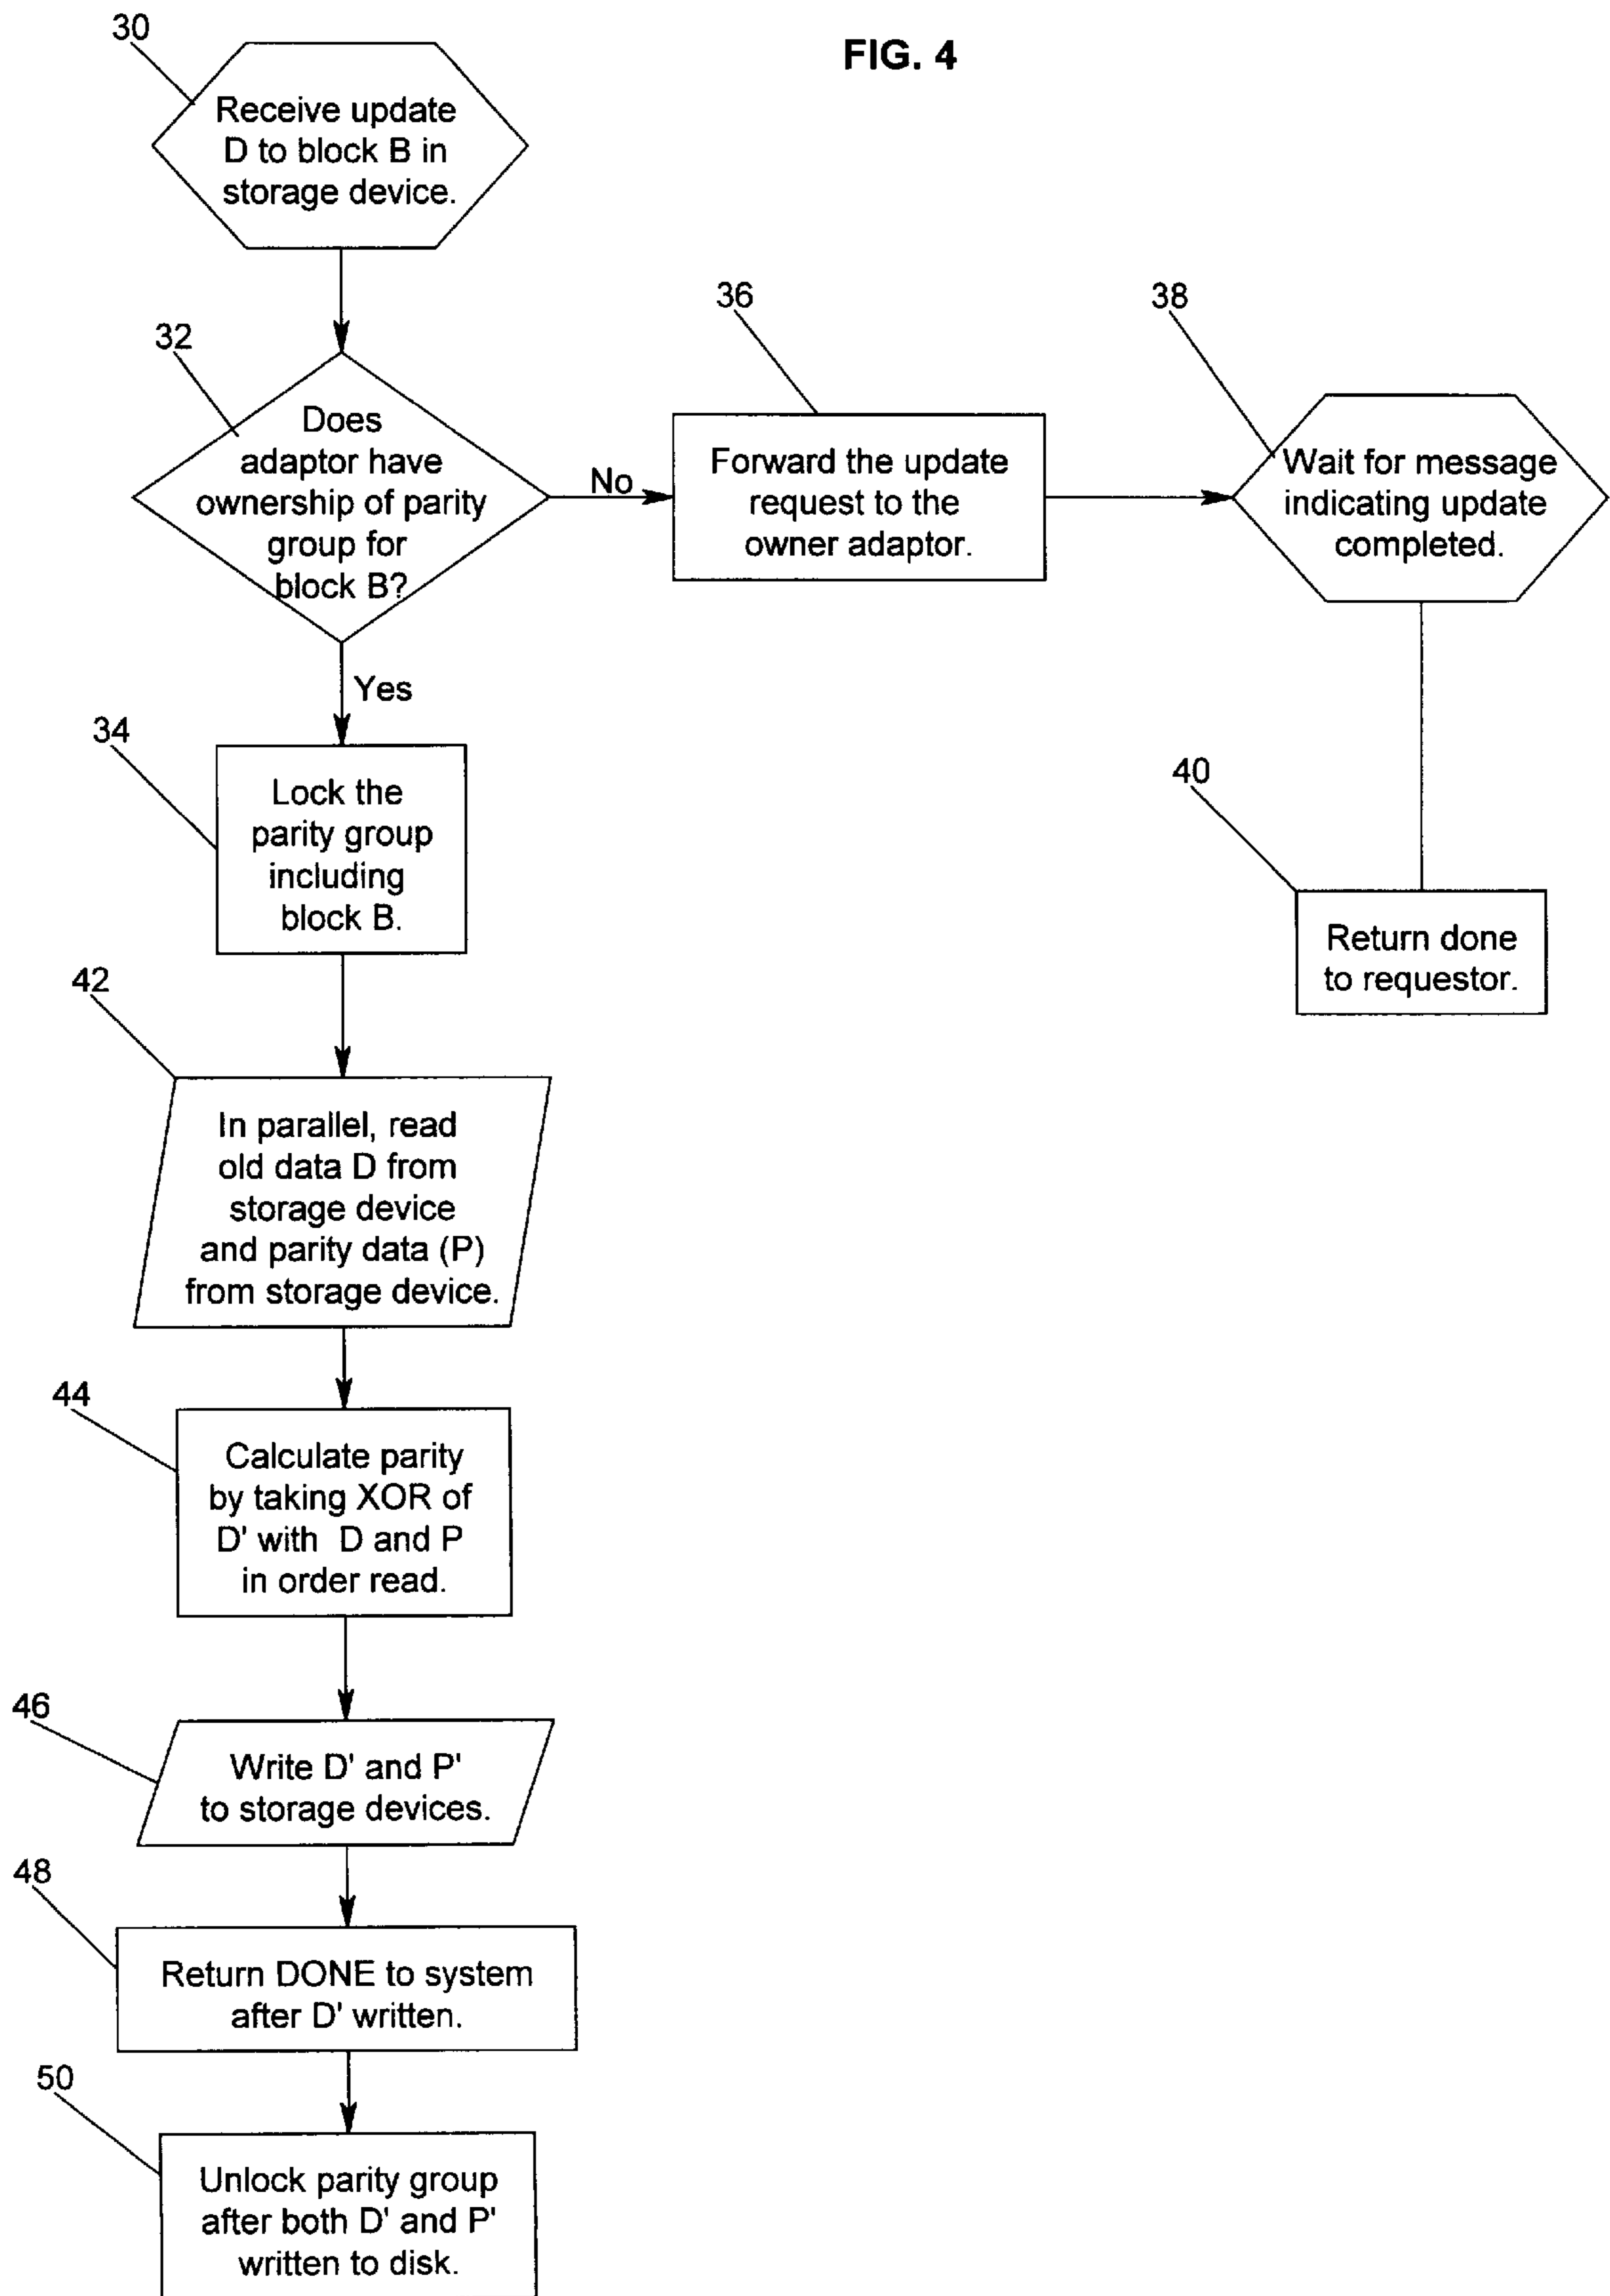 FIG. 4
30
Receive update
D to block B in
storage device.
32
Does
adaptor have
ownership of parity
group for
block B?
No
36
Forward the update
request to the
owner adaptor.
38
Wait for message
indicating update
completed.
40
Return done
to requestor.
Yes
34
Lock the
parity group
including
block B.
42
In parallel, read
old data D from
storage device
and parity data (P)
from storage device.
44
Calculate parity
by taking XOR of
D' with D and P
in order read.
46
Write D' and P'
to storage devices.
48
Return DONE to system
after D' written.
50
Unlock parity group
after both D' and P'
written to disk.